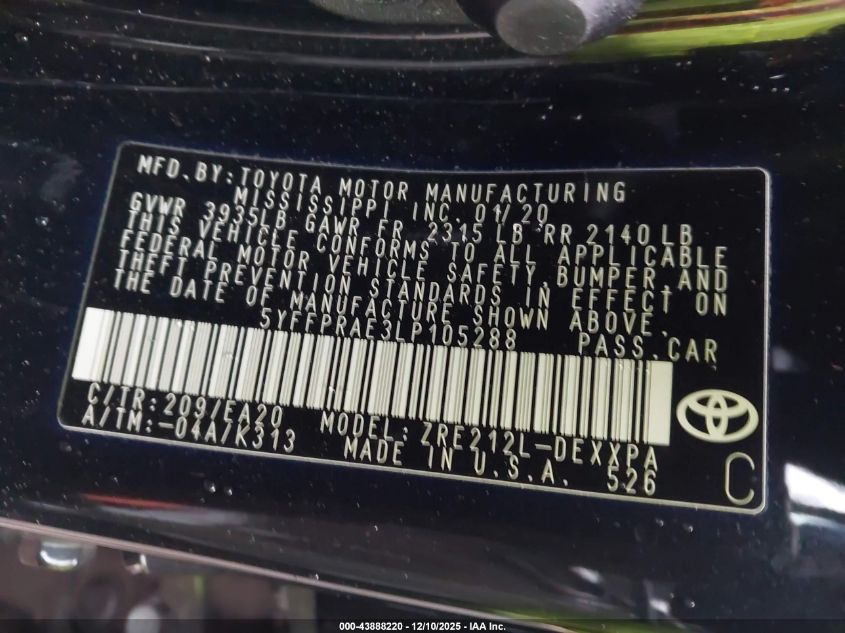 MFD. BY: TOYOTA MOTOR MANUFACTURING
MISSISSIPPI INC. 01/20
GVWR 3935LB GAWR FR 2315 LB RR 2140 LB
THIS VEHICLE CONFORMS TO ALL APPLICABLE
FEDERAL MOTOR VEHICLE SAFETY, BUMPER, AND
THEFT PREVENTION STANDARDS IN EFFECT ON
THE DATE OF MANUFACTURE SHOWN ABOVE.
5YFFPRAE3LP105288 PASS. CAR
C/TR: 209/EA20 MODEL: ZRE212L-DEXXPA
A/TM: -04A/K313 MADE IN U.S.A. 526
C
000-43888220 - 12/10/2025 - IAA Inc.